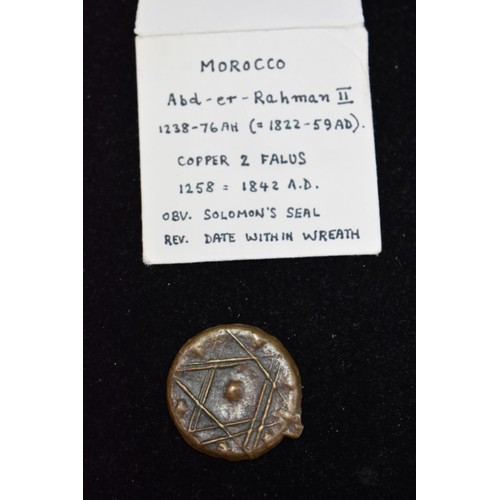 MOROCCO
Abd-er-Rahman II
1238-76AH (= 1822-59AD).
COPPER 2 FALUS
1258 = 1842 A.D.
OBV. SOLOMON'S SEAL
REV. DATE WITHIN WREATH